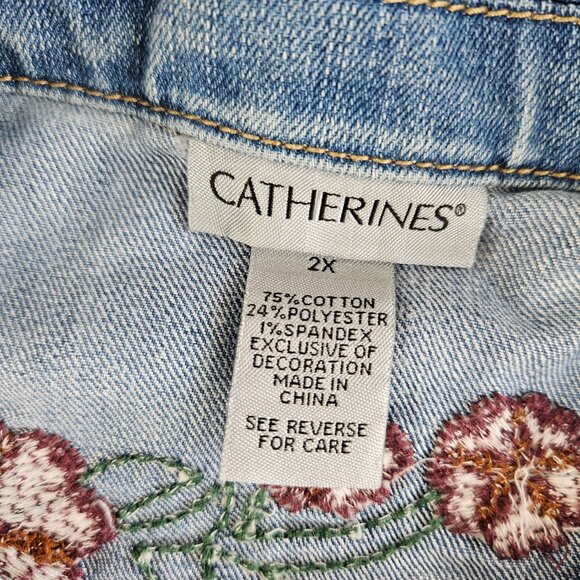 CATHERINES®
2X
75%COTTON
24%POLYESTER
1%SPANDEX
EXCLUSIVE OF
DECORATION
MADE IN
CHINA
SEE REVERSE
FOR CARE